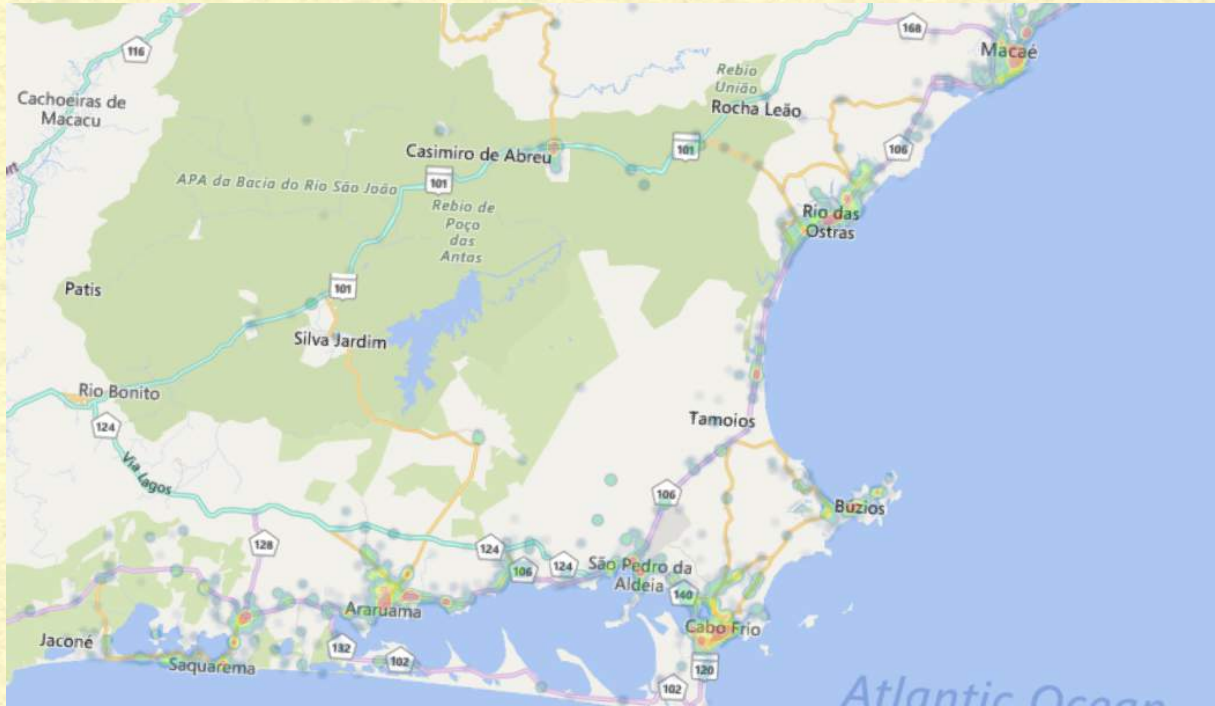 116
168
Macaé
Cachoeiras de
Macacu
Rebio
União
Rocha Leão
Casimiro de Abreu
101
106
APA da Bacia do Rio São João
101
Rebio de
Poço
das
Antas
Rio das
Ostras
Patis
101
Silva Jardim
Rio Bonito
124
Tamoios
Via Lagos
106
Búzios
128
124
106
124
São Pedro da
Aldeia
140
Araruama
Cabo Frio
Jaconé
132
102
Saquarema
120
102
Atlantic Ocean